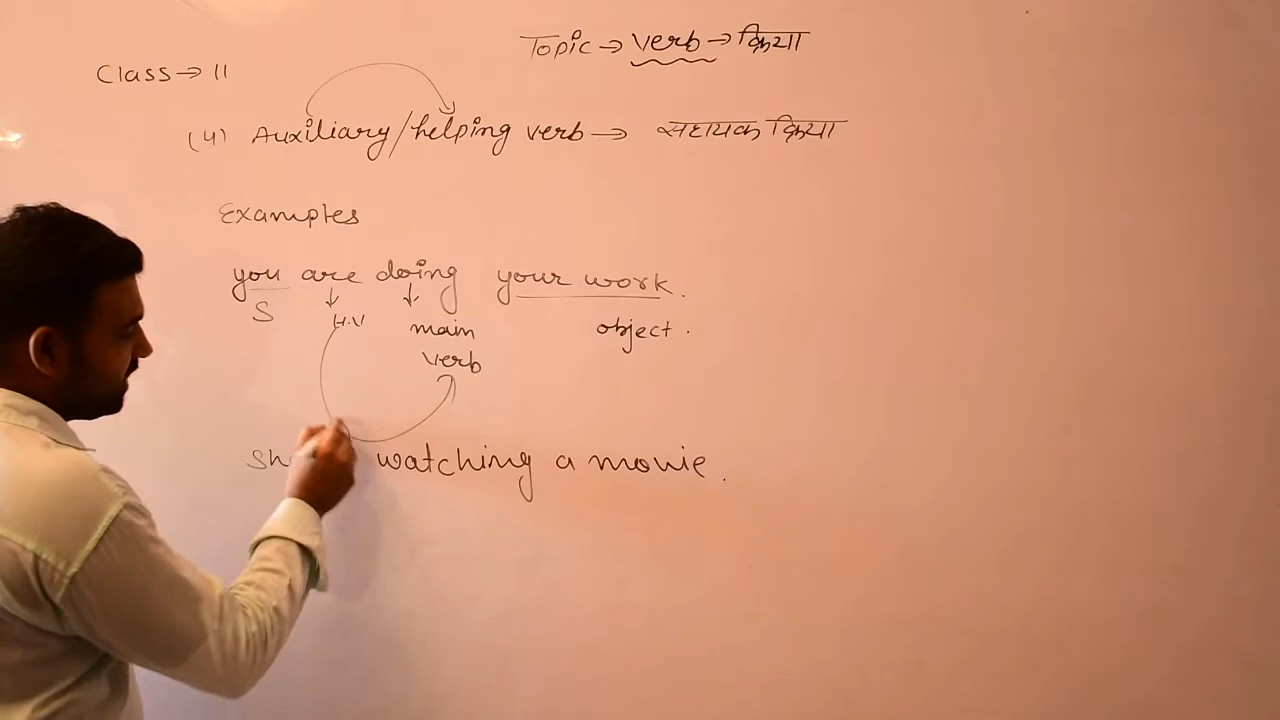 Topic → verb → क्रिया
Class → 11
(4) Auxiliary/helping verb → सहायक क्रिया
Examples
you are doing your work.
S H.V main verb object.
watching a movie.